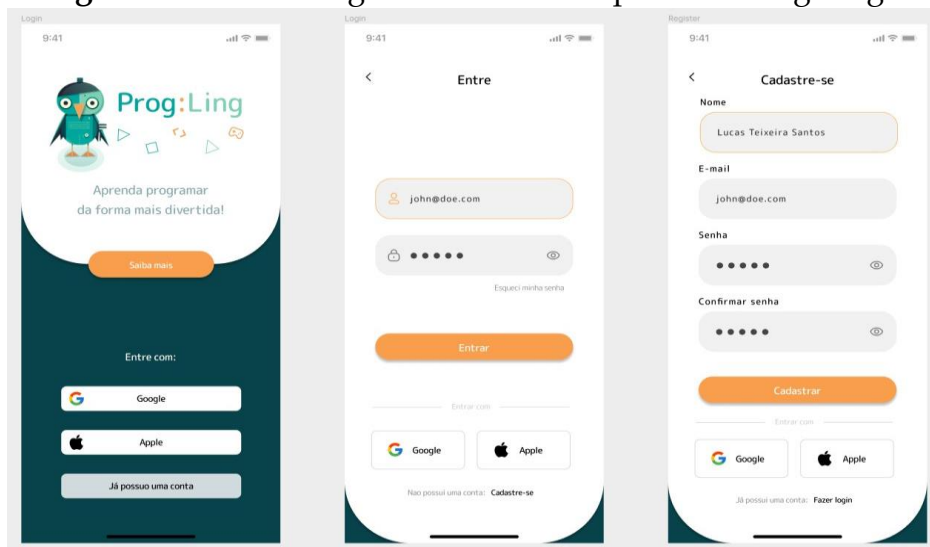 Login
9:41
Prog:Ling
Aprenda programar
da forma mais divertida!
Saiba mais
Entre com:
Google
Apple
Já possuo uma conta
Login
9:41
Entre
john@doe.com
Esqueci minha senha
Entrar
Entrar com
Google
Apple
Nao possui uma conta: Cadastre-se
Register
9:41
Cadastre-se
Nome
Lucas Teixeira Santos
E-mail
john@doe.com
Senha
Confirmar senha
Cadastrar
Entrar com
Google
Apple
Já possui uma conta: Fazer login